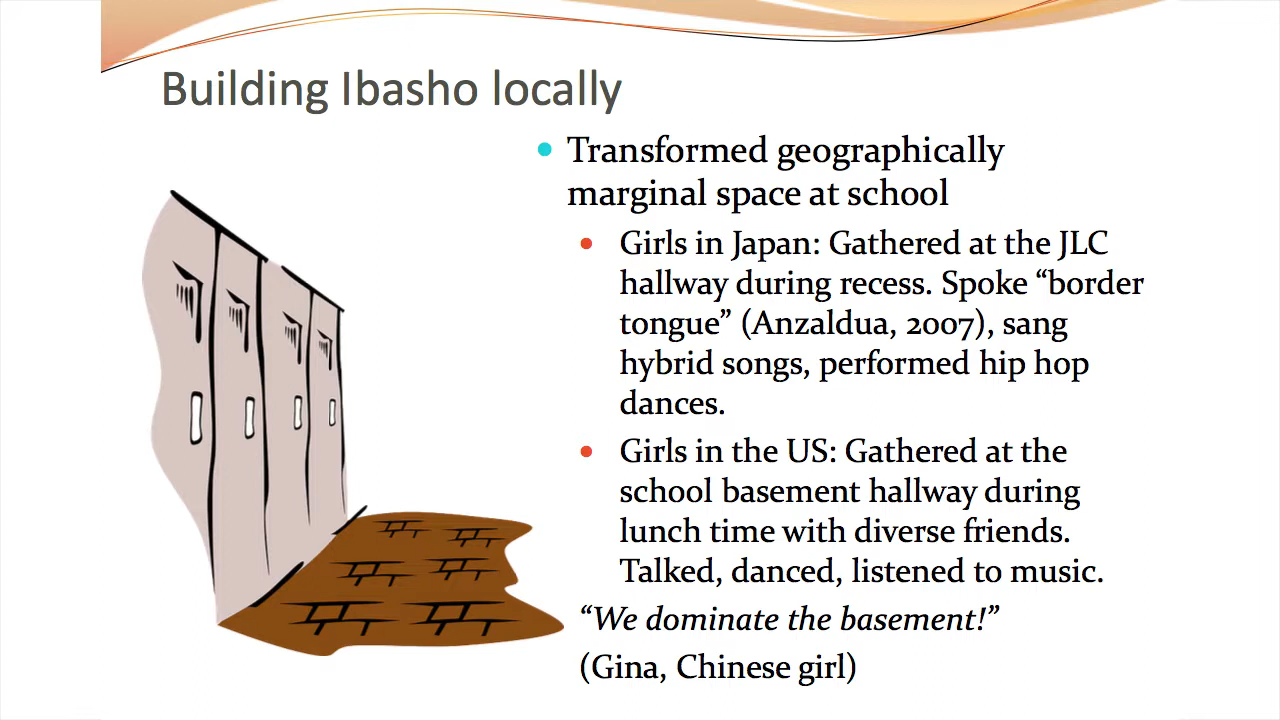 Building Ibasho locally
• Transformed geographically
marginal space at school
• Girls in Japan: Gathered at the JLC
hallway during recess. Spoke “border
tongue” (Anzaldua, 2007), sang
hybrid songs, performed hip hop
dances.
• Girls in the US: Gathered at the
school basement hallway during
lunch time with diverse friends.
Talked, danced, listened to music.
“We dominate the basement!”
(Gina, Chinese girl)